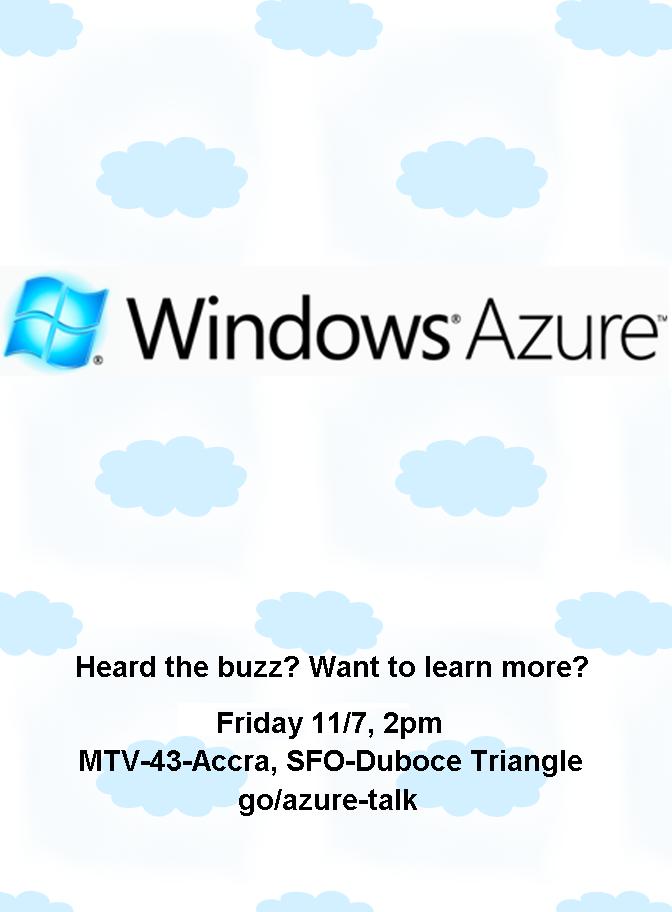 Windows® Azure™
®
Heard the buzz? Want to learn more?
Friday 11/7, 2pm
MTV-43-Accra, SFO-Duboce Triangle
go/azure-talk